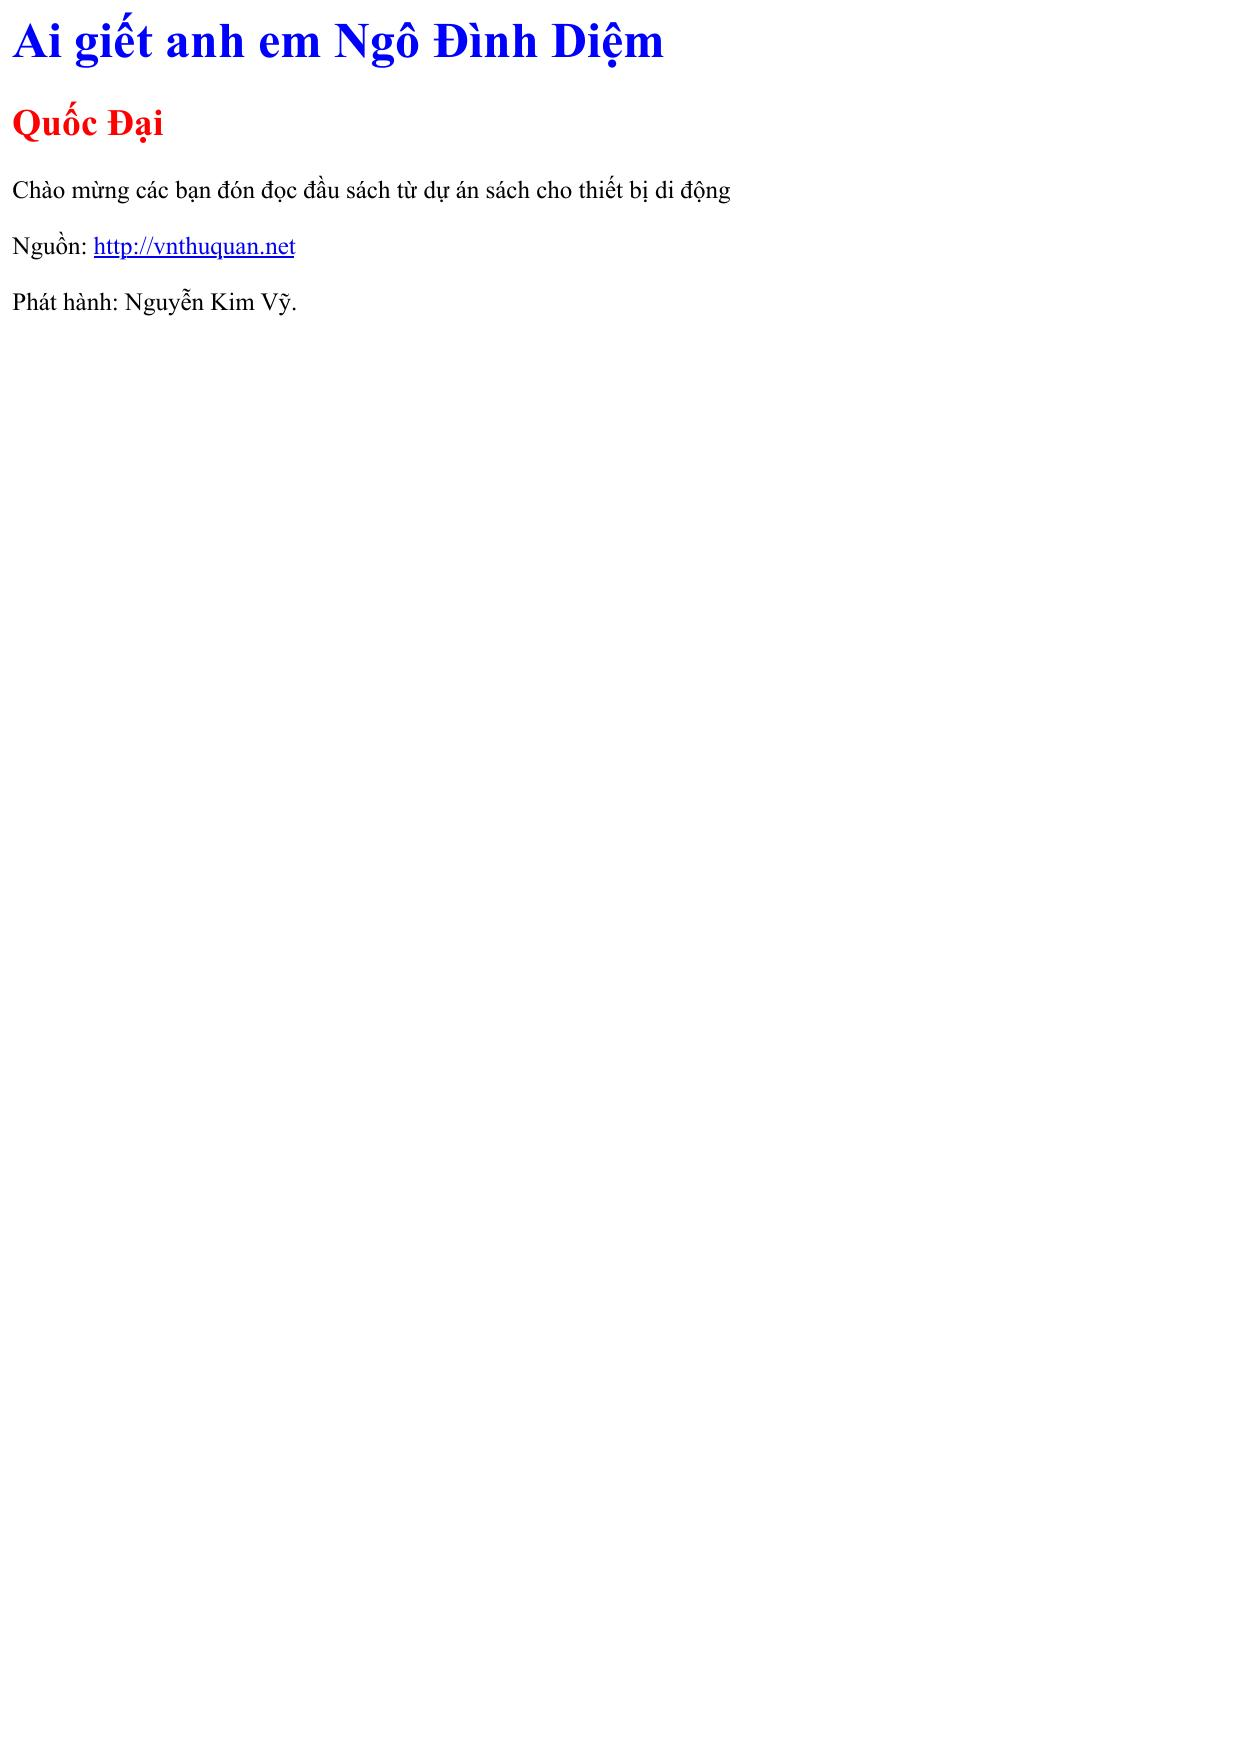 Ai giết anh em Ngô Đình Diệm
Quốc Đại
Chào mừng các bạn đón đọc đầu sách từ dự án sách cho thiết bị di động
Nguồn: http://vnthuquan.net
Phát hành: Nguyễn Kim Vỹ.